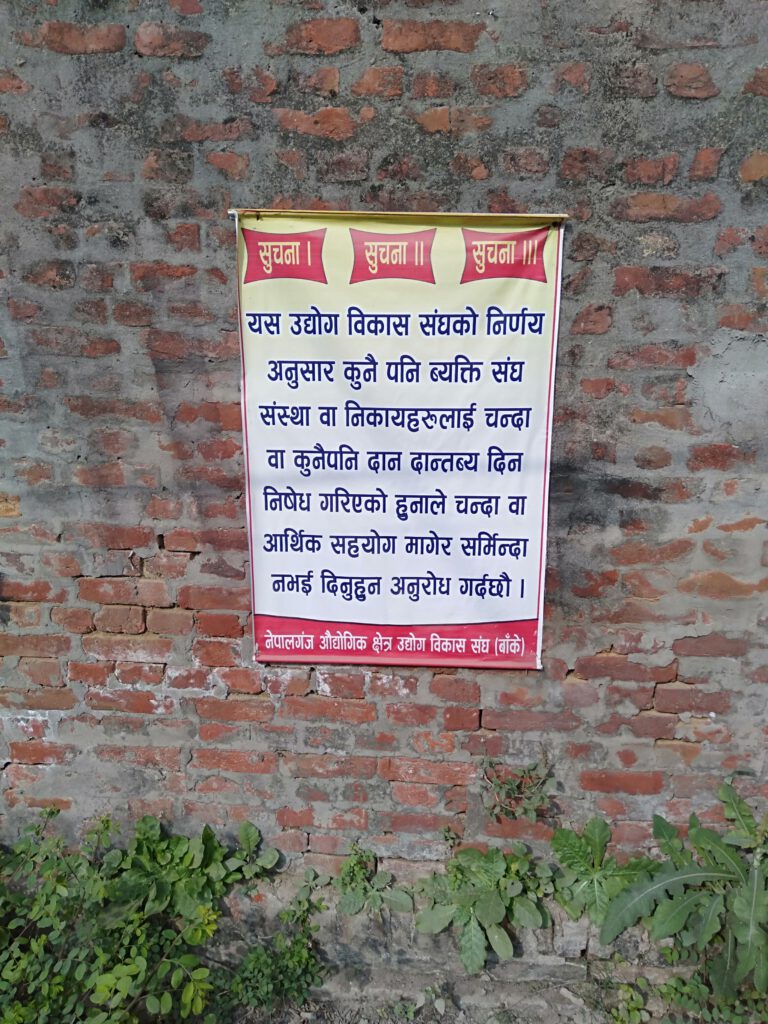 सुचना । सुचना ॥ सुचना ॥।
यस उद्योग विकास संघको निर्णय
अनुसार कुनै पनि ब्यक्ति संघ
संस्था वा निकायहरूलाई चन्दा
वा कुनैपनि दान दान्तब्य दिन
निषेध गरिएको हुनाले चन्दा वा
आर्थिक सहयोग मागेर सर्मिन्दा
नभई दिनुहुन अनुरोध गर्दछौ ।
नेपालगंज औद्योगिक क्षेत्र उद्योग विकास संघ (बाँके)